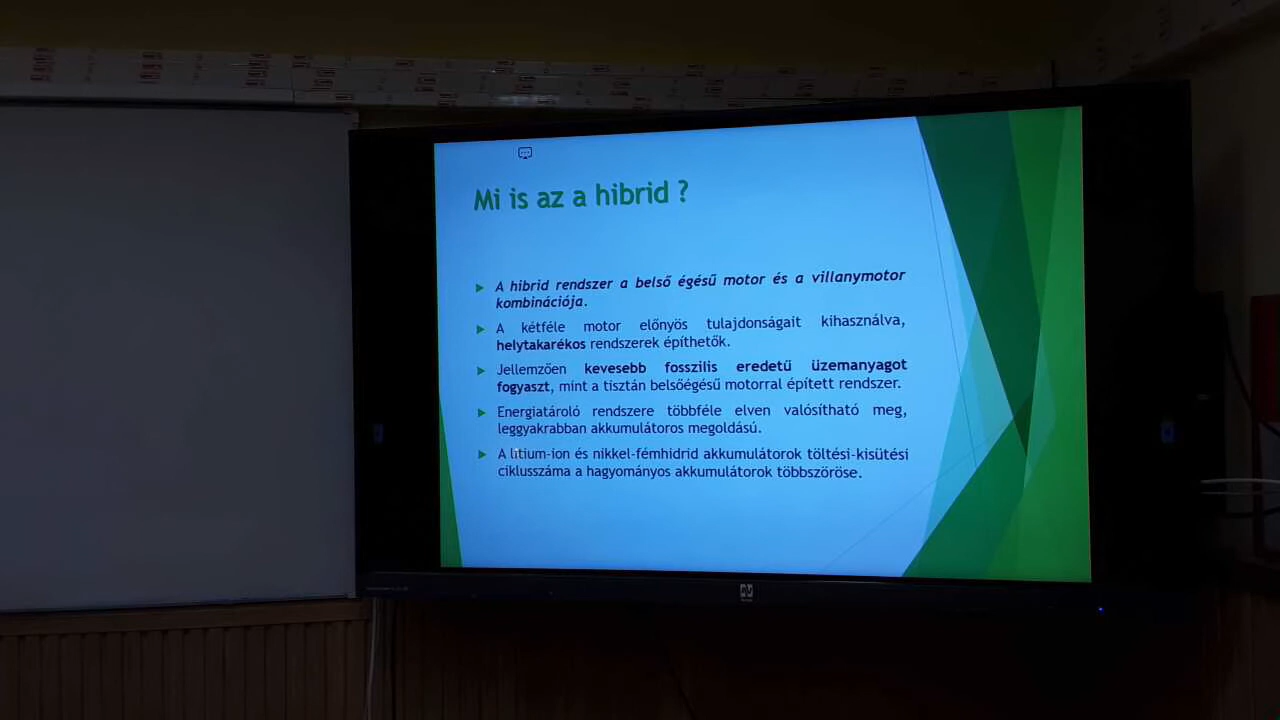 Mi is az a hibrid ?
A hibrid rendszer a belső égésű motor és a villanymotor
kombinációja.
A kétféle motor előnyös tulajdonságait kihasználva,
helytakarékos rendszerek építhetők.
Jellemzően kevesebb fosszilis eredetű üzemanyagot
fogyaszt, mint a tisztán belsőégésű motorral épített rendszer.
Energiatároló rendszere többféle elven valósítható meg,
leggyakrabban akkumulátoros megoldású.
A lítium-ion és nikkel-fémhidrid akkumulátorok töltési-kisütési
ciklusszáma a hagyományos akkumulátorok többszöröse.